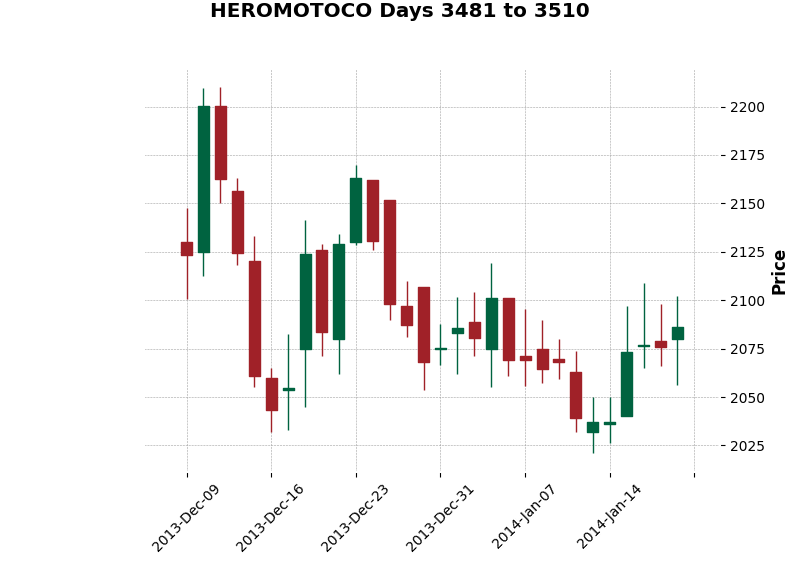 HEROMOTOCO Days 3481 to 3510
2200
2175
2150
2125
2100
2075
2050
2025
Price
2013-Dec-09
2013-Dec-16
2013-Dec-23
2013-Dec-31
2014-Jan-07
2014-Jan-14